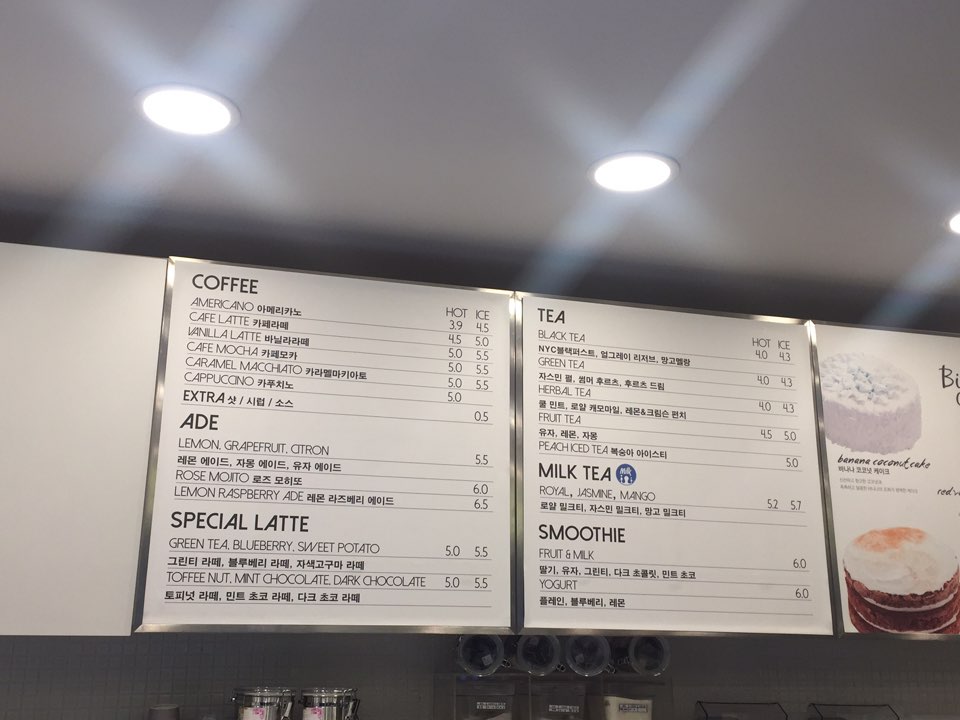 COFFEE
HOT ICE
AMERICANO 아메리카노 3.9 4.5
CAFE LATTE 카페라떼 4.5 5.0
VANILLA LATTE 바닐라라떼 5.0 5.5
CAFE MOCHA 카페모카 5.0 5.5
CARAMEL MACCHIATO 카라멜마키아토 5.0 5.5
CAPPUCCINO 카푸치노 5.0
EXTRA 샷 / 시럽 / 소스 0.5
ADE
LEMON, GRAPEFRUIT, CITRON 5.5
레몬 에이드, 자몽 에이드, 유자 에이드
ROSE MOJITO 로즈 모히또 6.0
LEMON RASPBERRY ADE 레몬 라즈베리 에이드 6.5
SPECIAL LATTE
GREEN TEA, BLUEBERRY, SWEET POTATO 5.0 5.5
그린티 라떼, 블루베리 라떼, 자색고구마 라떼
TOFFEE NUT, MINT CHOCOLATE, DARK CHOCOLATE 5.0 5.5
토피넛 라떼, 민트 초코 라떼, 다크 초코 라떼
TEA
HOT ICE
BLACK TEA 4.0 4.3
NYC블랙퍼스트, 얼그레이 리저브, 망고멜랑
GREEN TEA 4.0 4.3
자스민 펄, 썸머 후르츠, 후르츠 드림
HERBAL TEA 4.0 4.3
쿨 민트, 로얄 캐모마일, 레몬&크림슨 펀치
FRUIT TEA 4.5 5.0
유자, 레몬, 자몽
PEACH ICED TEA 복숭아 아이스티 5.0
MILK TEA Milk
ROYAL, JASMINE, MANGO 5.2 5.7
로얄 밀크티, 자스민 밀크티, 망고 밀크티
SMOOTHIE
FRUIT & MILK 6.0
딸기, 유자, 그린티, 다크 초콜릿, 민트 초코
YOGURT 6.0
플레인, 블루베리, 레몬
banana coconut cake
바나나 코코넛 케이크